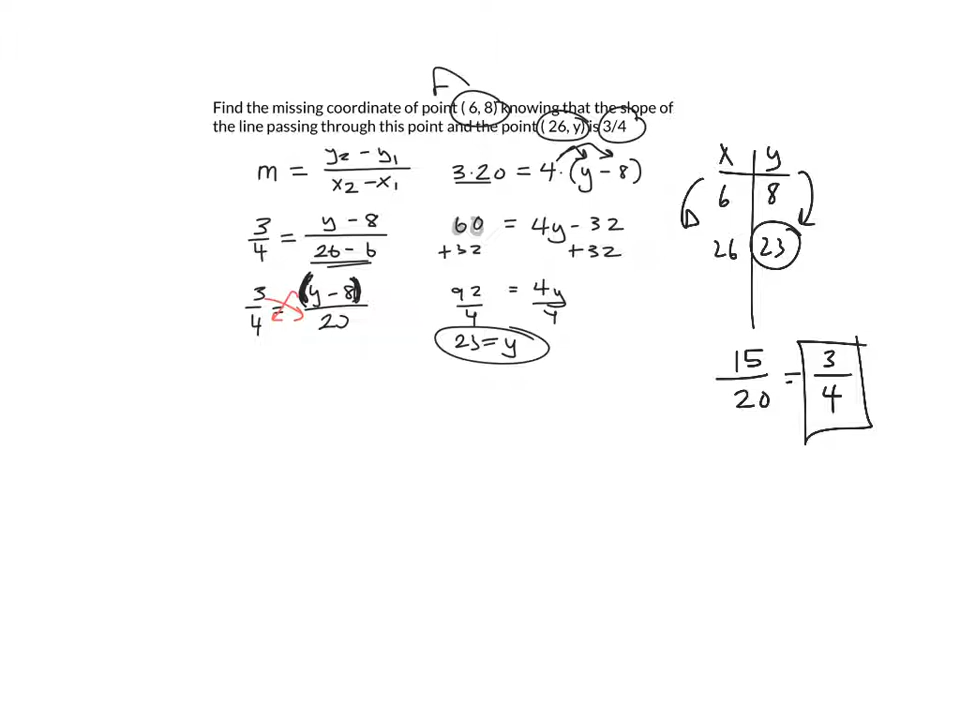 Find the missing coordinate of point ( 6, 8) knowing that the slope of
the line passing through this point and the point ( 26, y) is 3/4
m = y2 - y1 / x2 - x1
3/4 = y - 8 / 26 - 6
3/4 = (y - 8) / 20
3·20 = 4·(y - 8)
60 = 4y - 32
+32 +32
92/4 = 4y/4
23 = y
x y
6 8
26 23
15/20 = 3/4